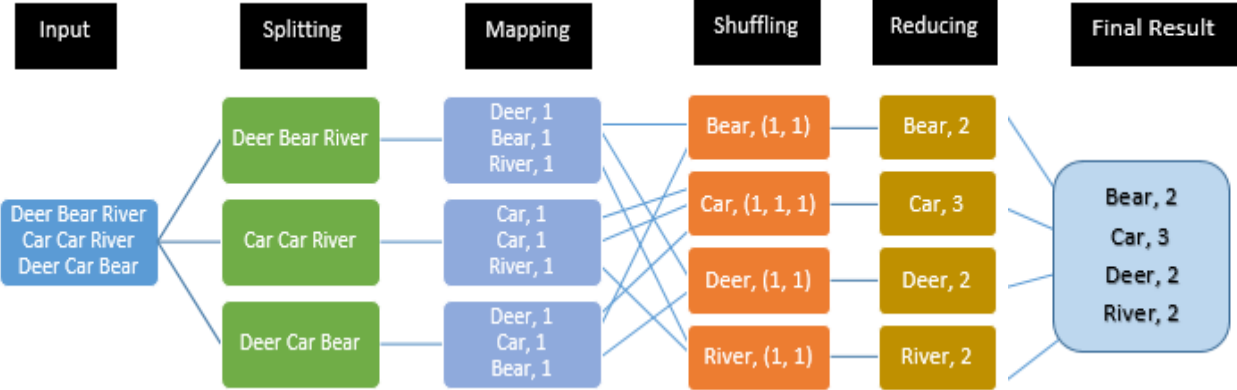 Input
Splitting
Mapping
Shuffling
Reducing
Final Result
Deer Bear River
Car Car River
Deer Car Bear
Deer Bear River
Car Car River
Deer Car Bear
Deer, 1
Bear, 1
River, 1
Car, 1
Car, 1
River, 1
Deer, 1
Car, 1
Bear, 1
Bear, (1, 1)
Car, (1, 1, 1)
Deer, (1, 1)
River, (1, 1)
Bear, 2
Car, 3
Deer, 2
River, 2
Bear, 2
Car, 3
Deer, 2
River, 2